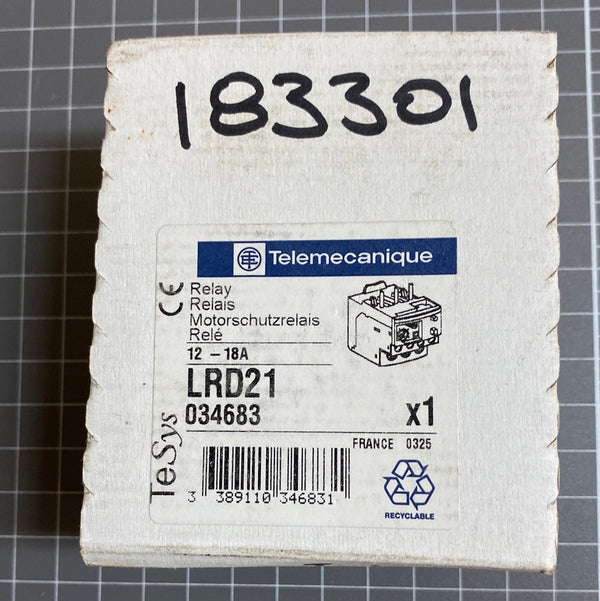 183301
Telemecanique
CE
Relay
Relais
Motorschutzrelais
Relé
12 - 18A
LRD21
034683
x1
FRANCE 0325
TeSys
3 389110 346831
RECYCLABLE